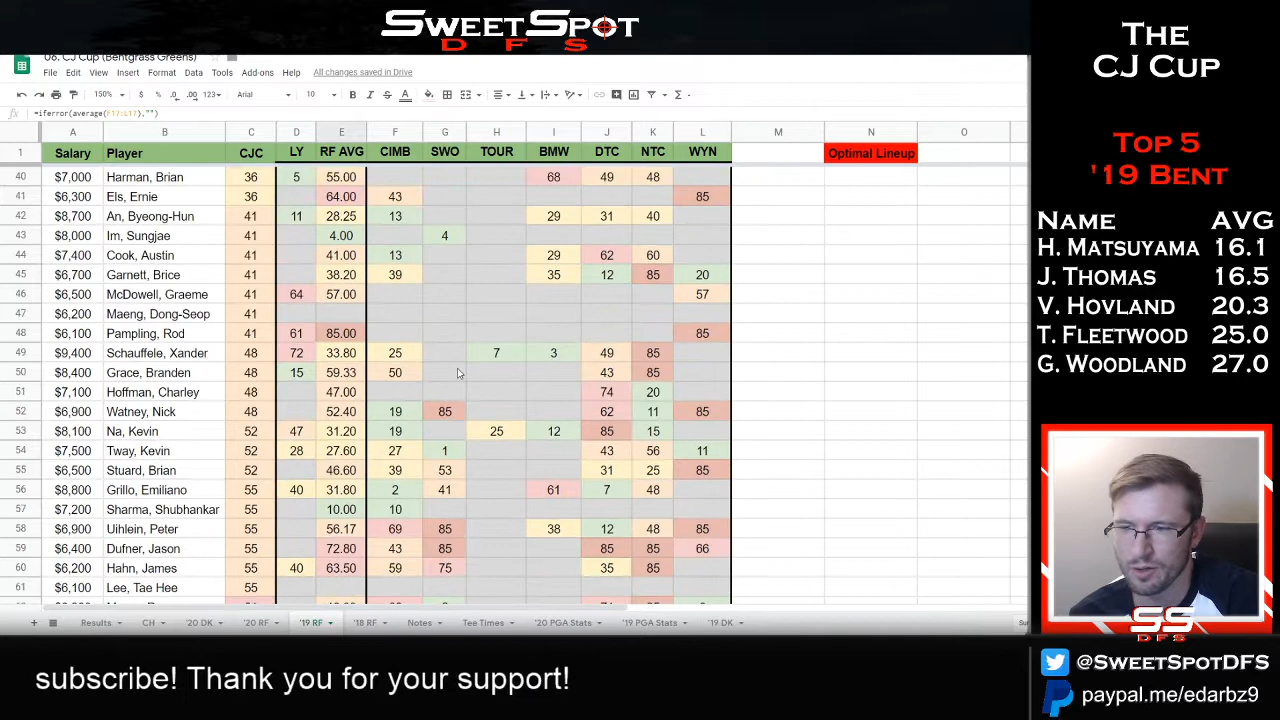 SweetSpot
DFS
06. CJ Cup (Bentgrass Greens)
File Edit View Insert Format Data Tools Add-ons Help All changes saved in Drive
150% $ % .0 .00 123 Arial 10 B I S A
fx =iferror(average(F17:L17),"")
A B C D E F G H I J K L M N O
1 Salary Player CJC LY RF AVG CIMB SWO TOUR BMW DTC NTC WYN Optimal Lineup
40 $7,000 Harman, Brian 36 5 55.00 68 49 48
41 $6,300 Els, Ernie 36 64.00 43 85
42 $8,700 An, Byeong-Hun 41 11 28.25 13 29 31 40
43 $8,000 Im, Sungjae 41 4.00 4
44 $7,400 Cook, Austin 41 41.00 13 29 62 60
45 $6,700 Garnett, Brice 41 38.20 39 35 12 85 20
46 $6,500 McDowell, Graeme 41 64 57.00 57
47 $6,200 Maeng, Dong-Seop 41
48 $6,100 Pampling, Rod 41 61 85.00 85
49 $9,400 Schauffele, Xander 48 72 33.80 25 7 3 49 85
50 $8,400 Grace, Branden 48 15 59.33 50 43 85
51 $7,100 Hoffman, Charley 48 47.00 74 20
52 $6,900 Watney, Nick 48 52.40 19 85 62 11 85
53 $8,100 Na, Kevin 52 47 31.20 19 25 12 85 15
54 $7,500 Tway, Kevin 52 28 27.60 27 1 43 56 11
55 $6,500 Stuard, Brian 52 46.60 39 53 31 25 85
56 $8,800 Grillo, Emiliano 55 40 31.80 2 41 61 7 48
57 $7,200 Sharma, Shubhankar 55 10.00 10
58 $6,900 Uihlein, Peter 55 56.17 69 85 38 12 48 85
59 $6,400 Dufner, Jason 55 72.80 43 85 85 85 66
60 $6,200 Hahn, James 55 40 63.50 59 75 35 85
61 $6,100 Lee, Tae Hee 55
Results CH '20 DK '20 RF '19 RF '18 RF Notes Tee Times '20 PGA Stats '19 PGA Stats '19 DK
subscribe! Thank you for your support!
The
CJ Cup
Top 5
'19 Bent
Name AVG
H. Matsuyama 16.1
J. Thomas 16.5
V. Hovland 20.3
T. Fleetwood 25.0
G. Woodland 27.0
SS
DFS
@SweetSpotDFS
paypal.me/edarbz9